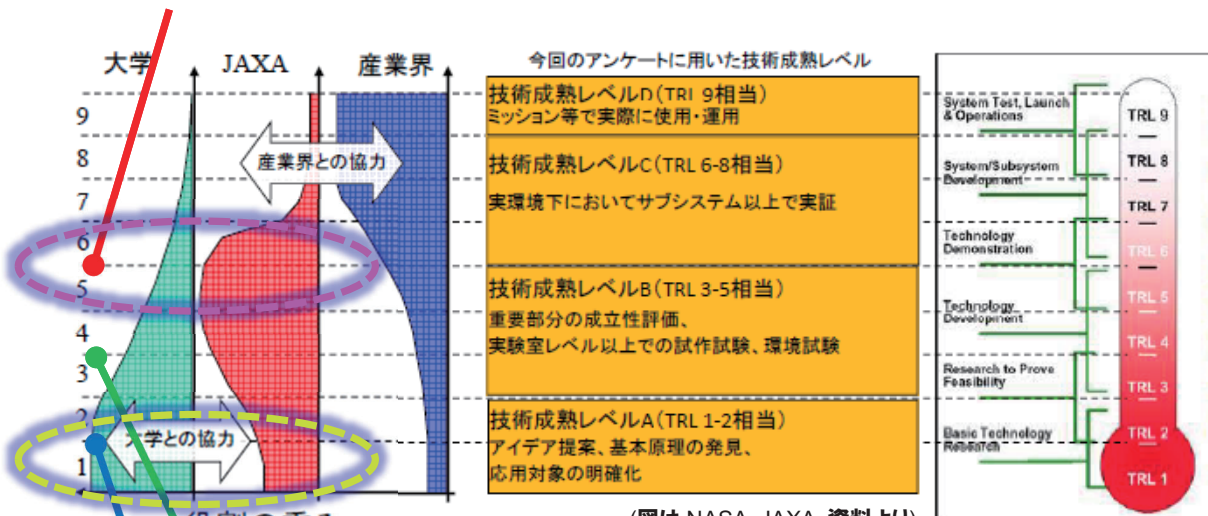 大学 JAXA 産業界
今回のアンケートに用いた技術成熟レベル
9
8
7
6
5
4
3
2
1
産業界との協力
大学との協力
技術成熟レベルD(TRL 9相当)
ミッション等で実際に使用・運用
技術成熟レベルC(TRL 6-8相当)
実環境下においてサブシステム以上で実証
技術成熟レベルB(TRL 3-5相当)
重要部分の成立性評価、
実験室レベル以上での試作試験、環境試験
技術成熟レベルA(TRL 1-2相当)
アイデア提案、基本原理の発見、
応用対象の明確化
(図は NASA, JAXA 資料より)
System Test, Launch
& Operations
System/Subsystem
Development
Technology
Demonstration
Technology
Development
Research to Prove
Feasibility
Basic Technology
Research
TRL 9
TRL 8
TRL 7
TRL 6
TRL 5
TRL 4
TRL 3
TRL 2
TRL 1